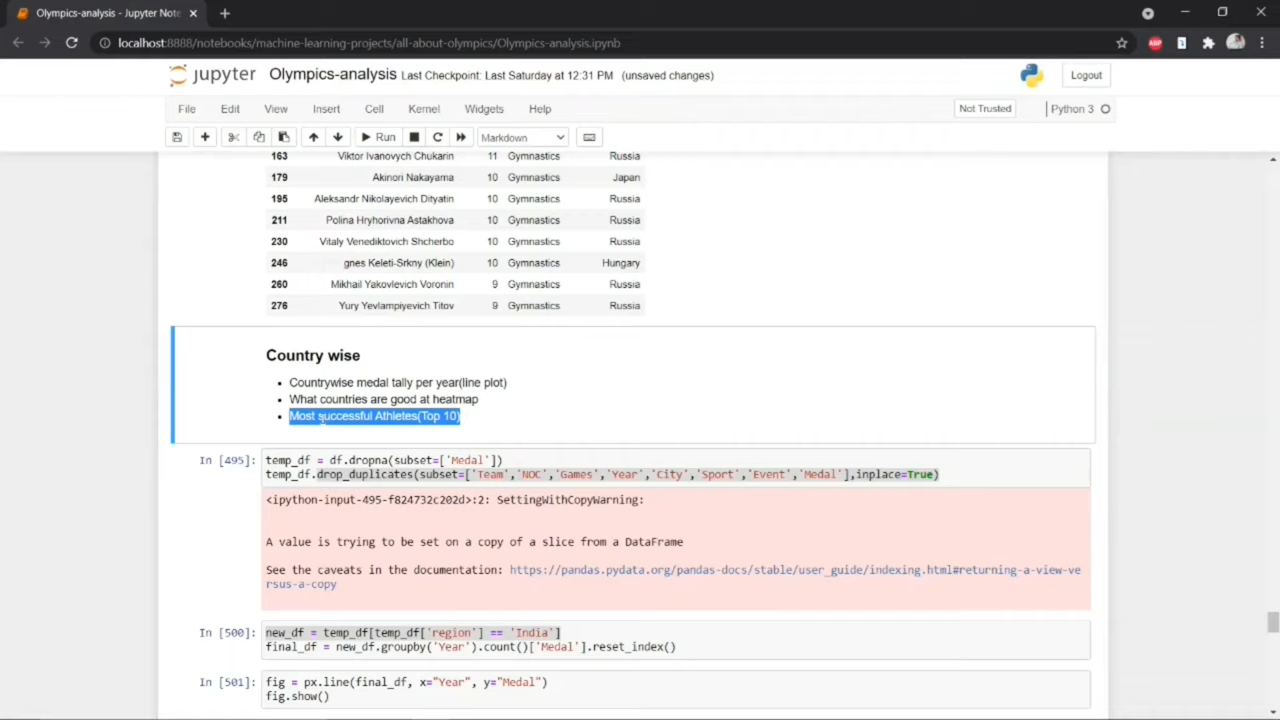 Olympics-analysis - Jupyter Note
localhost:8888/notebooks/machine-learning-projects/all-about-olympics/Olympics-analysis.ipynb
ABP
jupyter Olympics-analysis Last Checkpoint: Last Saturday at 12:31 PM (unsaved changes)
Logout
File Edit View Insert Cell Kernel Widgets Help
Not Trusted
Python 3
Run
Markdown
163 Viktor Ivanovych Chukarin 11 Gymnastics Russia
179 Akinori Nakayama 10 Gymnastics Japan
195 Aleksandr Nikolayevich Dityatin 10 Gymnastics Russia
211 Polina Hryhorivna Astakhova 10 Gymnastics Russia
230 Vitaly Venediktovich Shcherbo 10 Gymnastics Russia
246 gnes Keleti-Srkny (Klein) 10 Gymnastics Hungary
260 Mikhail Yakovlevich Voronin 9 Gymnastics Russia
276 Yury Yevlampiyevich Titov 9 Gymnastics Russia
Country wise
• Countrywise medal tally per year(line plot)
• What countries are good at heatmap
• Most successful Athletes(Top 10)
In [495]: temp_df = df.dropna(subset=['Medal'])
temp_df.drop_duplicates(subset=['Team','NOC','Games','Year','City','Sport','Event','Medal'],inplace=True)
<ipython-input-495-f824732c202d>:2: SettingWithCopyWarning:
A value is trying to be set on a copy of a slice from a DataFrame
See the caveats in the documentation: https://pandas.pydata.org/pandas-docs/stable/user_guide/indexing.html#returning-a-view-ve
rsus-a-copy
In [500]: new_df = temp_df[temp_df['region'] == 'India']
final_df = new_df.groupby('Year').count()['Medal'].reset_index()
In [501]: fig = px.line(final_df, x="Year", y="Medal")
fig.show()